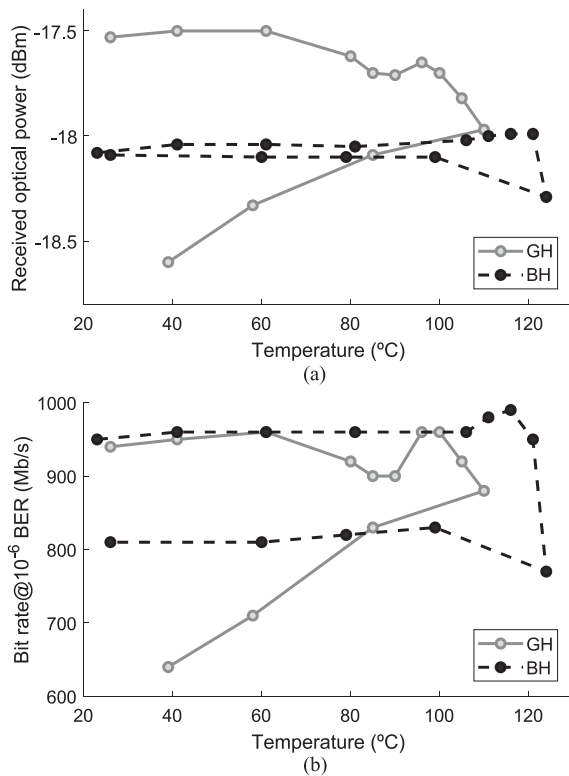 -17.5
-18
-18.5
Received optical power (dBm)
GH
BH
20 40 60 80 100 120
Temperature (ºC)
(a)
1000
900
800
700
600
Bit rate@10⁻⁶ BER (Mb/s)
GH
BH
20 40 60 80 100 120
Temperature (ºC)
(b)